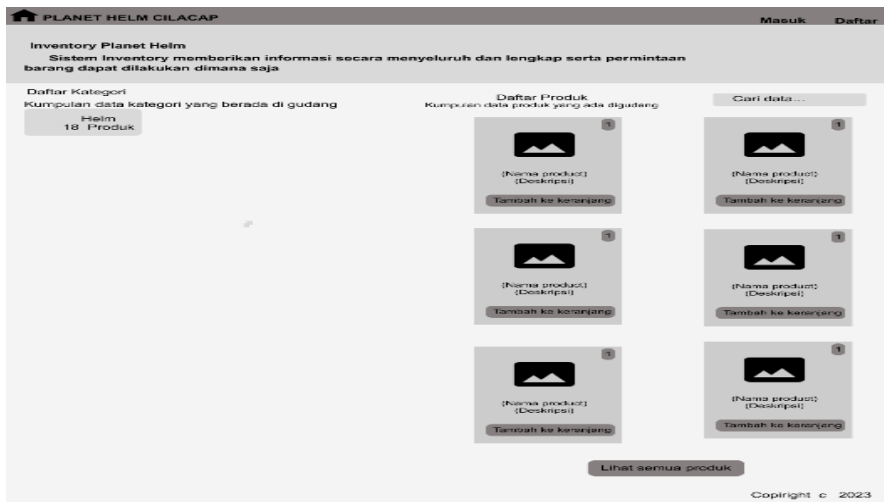 PLANET HELM CILACAP
Masuk Daftar
Inventory Planet Helm
Sistem Inventory memberikan informasi secara menyeluruh dan lengkap serta permintaan
barang dapat dilakukan dimana saja
Daftar Kategori
Kumpulan data kategori yang berada di gudang
Helm
18 Produk
Daftar Produk
Kumpulan data produk yang ada digudang
Cari data...
1
(Nama product)
(Deskripsi)
Tambah ke keranjang
1
(Nama product)
(Deskripsi)
Tambah ke keranjang
1
(Nama product)
(Deskripsi)
Tambah ke keranjang
1
(Nama product)
(Deskripsi)
Tambah ke keranjang
1
(Nama product)
(Deskripsi)
Tambah ke keranjang
1
(Nama product)
(Deskripsi)
Tambah ke keranjang
Lihat semua produk
Copiright c 2023